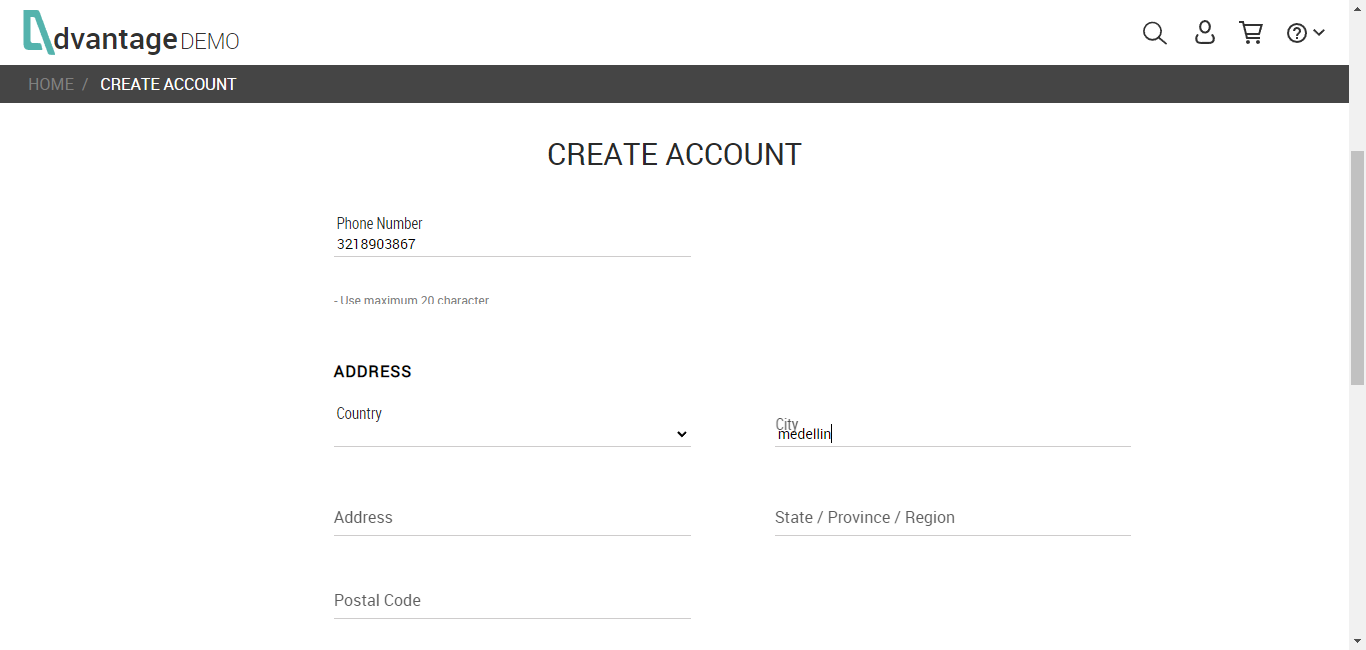 dvantage DEMO
HOME / CREATE ACCOUNT
CREATE ACCOUNT
Phone Number
3218903867
- Use maximum 20 character
ADDRESS
Country
City
medellin
Address
State / Province / Region
Postal Code